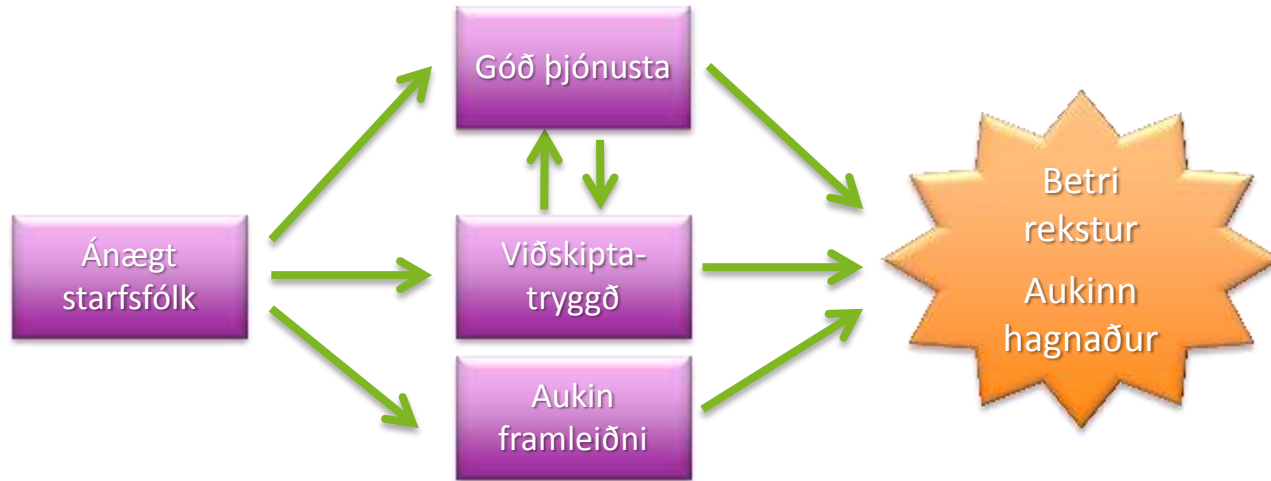 Góð þjónusta
Ánægt
starfsfólk
Viðskipta-
tryggð
Aukin
framleiðni
Betri
rekstur
Aukinn
hagnaður